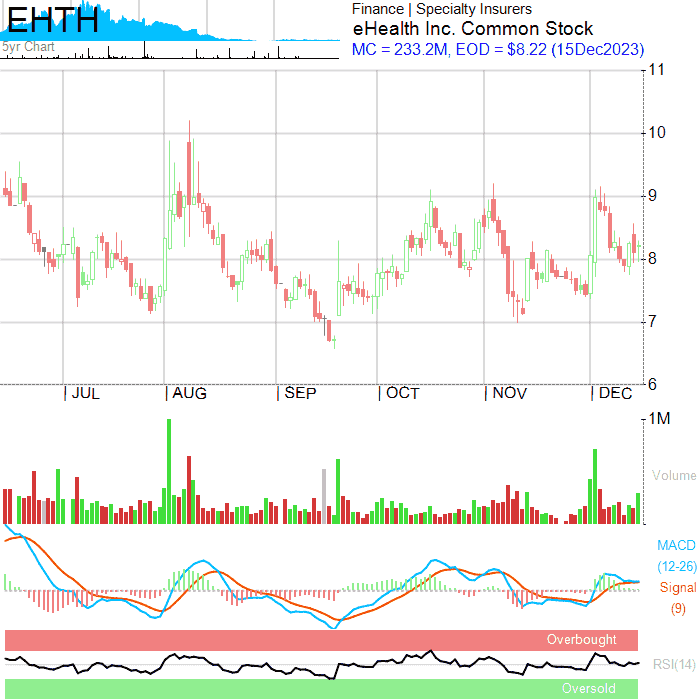 EHTH
5yr Chart
Finance | Specialty Insurers
eHealth Inc. Common Stock
MC = 233.2M, EOD = $8.22 (15Dec2023)
11
10
9
8
7
6
JUL AUG SEP OCT NOV DEC
1M
Volume
MACD
(12-26)
Signal
(9)
Overbought
RSI(14)
Oversold